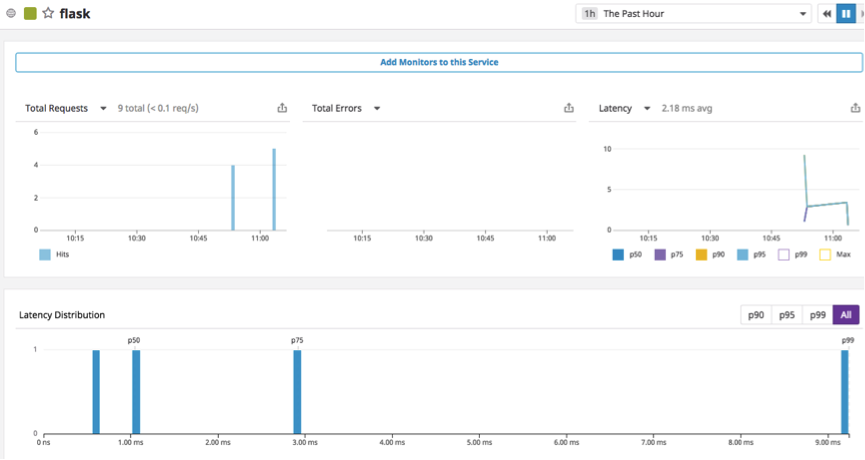 flask
1h The Past Hour
Add Monitors to this Service
Total Requests 9 total (< 0.1 req/s)
Total Errors
Latency 2.18 ms avg
6
4
2
0
10:15 10:30 10:45 11:00
Hits
10:15 10:30 10:45 11:00
10
5
0
10:15 10:30 10:45 11:00
p50 p75 p90 p95 p99 Max
Latency Distribution
p90 p95 p99 All
p50 p75 p99
1
0
0 ns 1.00 ms 2.00 ms 3.00 ms 4.00 ms 5.00 ms 6.00 ms 7.00 ms 8.00 ms 9.00 ms